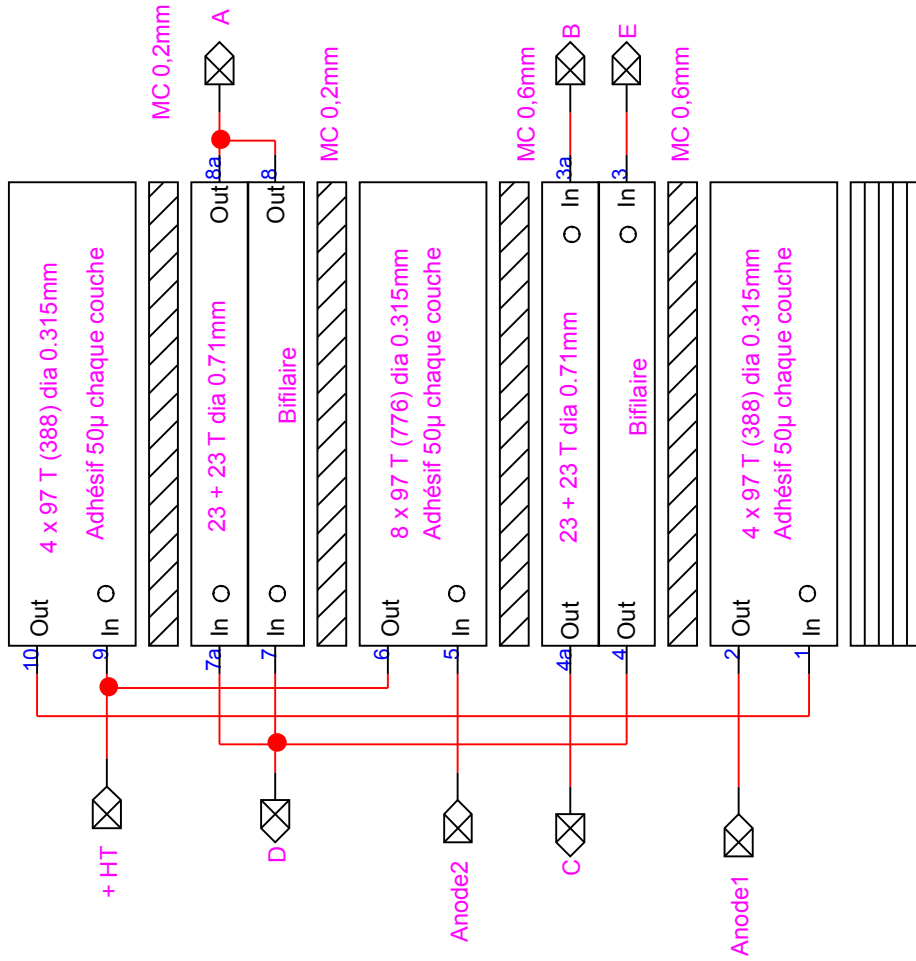 MC 0,2mm
A
10 Out
4 x 97 T (388) dia 0.315mm
Adhésif 50µ chaque couche
9 In
+ HT
7a In
23 + 23 T dia 0.71mm
Out 8a
7 In
Bifilaire
Out 8
D
MC 0,2mm
6 Out
8 x 97 T (776) dia 0.315mm
Adhésif 50µ chaque couche
5 In
Anode2
MC 0,6mm
B
4a Out
23 + 23 T dia 0.71mm
In 3a
C
E
4 Out
Bifilaire
In 3
MC 0,6mm
2 Out
4 x 97 T (388) dia 0.315mm
Adhésif 50µ chaque couche
1 In
Anode1